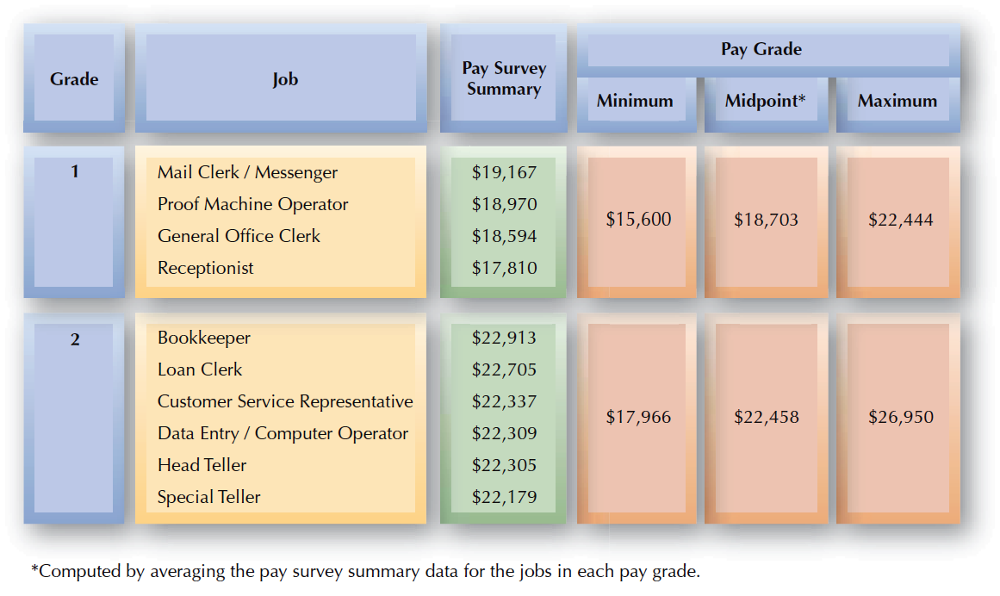 Grade
Job
Pay Survey
Summary
Pay Grade
Minimum
Midpoint*
Maximum
1
Mail Clerk / Messenger
$19,167
Proof Machine Operator
$18,970
General Office Clerk
$18,594
Receptionist
$17,810
$15,600
$18,703
$22,444
2
Bookkeeper
$22,913
Loan Clerk
$22,705
Customer Service Representative
$22,337
Data Entry / Computer Operator
$22,309
Head Teller
$22,305
Special Teller
$22,179
$17,966
$22,458
$26,950
*Computed by averaging the pay survey summary data for the jobs in each pay grade.